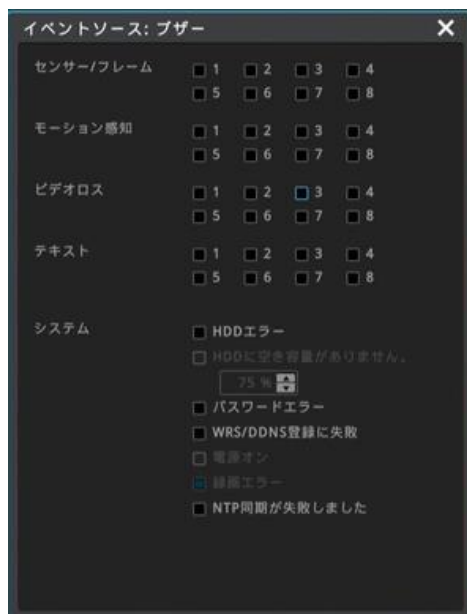 イベントソース: ブザー
センサー/フレーム 1 2 3 4
5 6 7 8
モーション感知 1 2 3 4
5 6 7 8
ビデオロス 1 2 3 4
5 6 7 8
テキスト 1 2 3 4
5 6 7 8
システム HDDエラー
HDDに空き容量がありません。
75 %
パスワードエラー
WRS/DDNS登録に失敗
電源オン
録画エラー
NTP同期が失敗しました